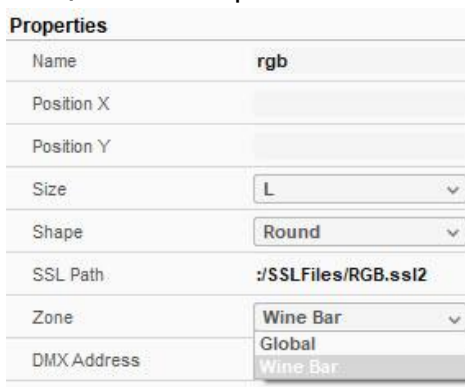 Properties
Name rgb
Position X
Position Y
Size L
Shape Round
SSL Path :/SSLFiles/RGB.ssl2
Zone Wine Bar
Global
DMX Address Wine Bar